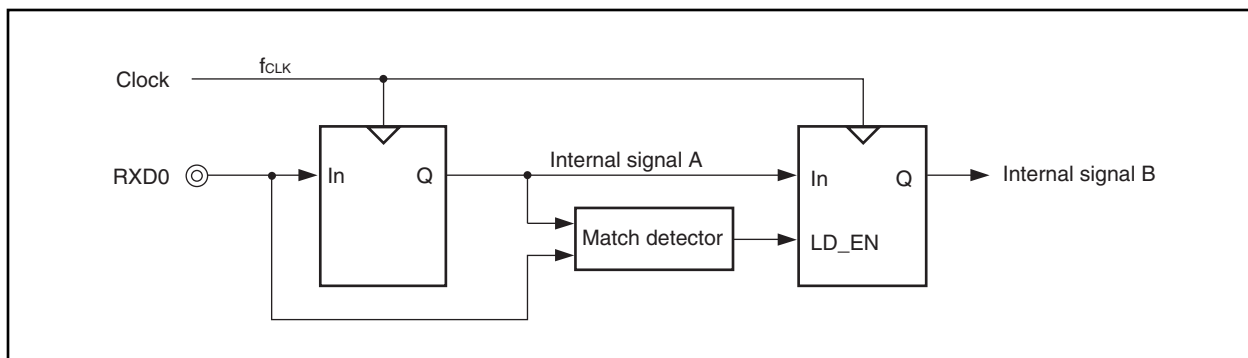 Clock
fCLK
RXD0
In
Q
Internal signal A
Match detector
In
Q
LD_EN
Internal signal B